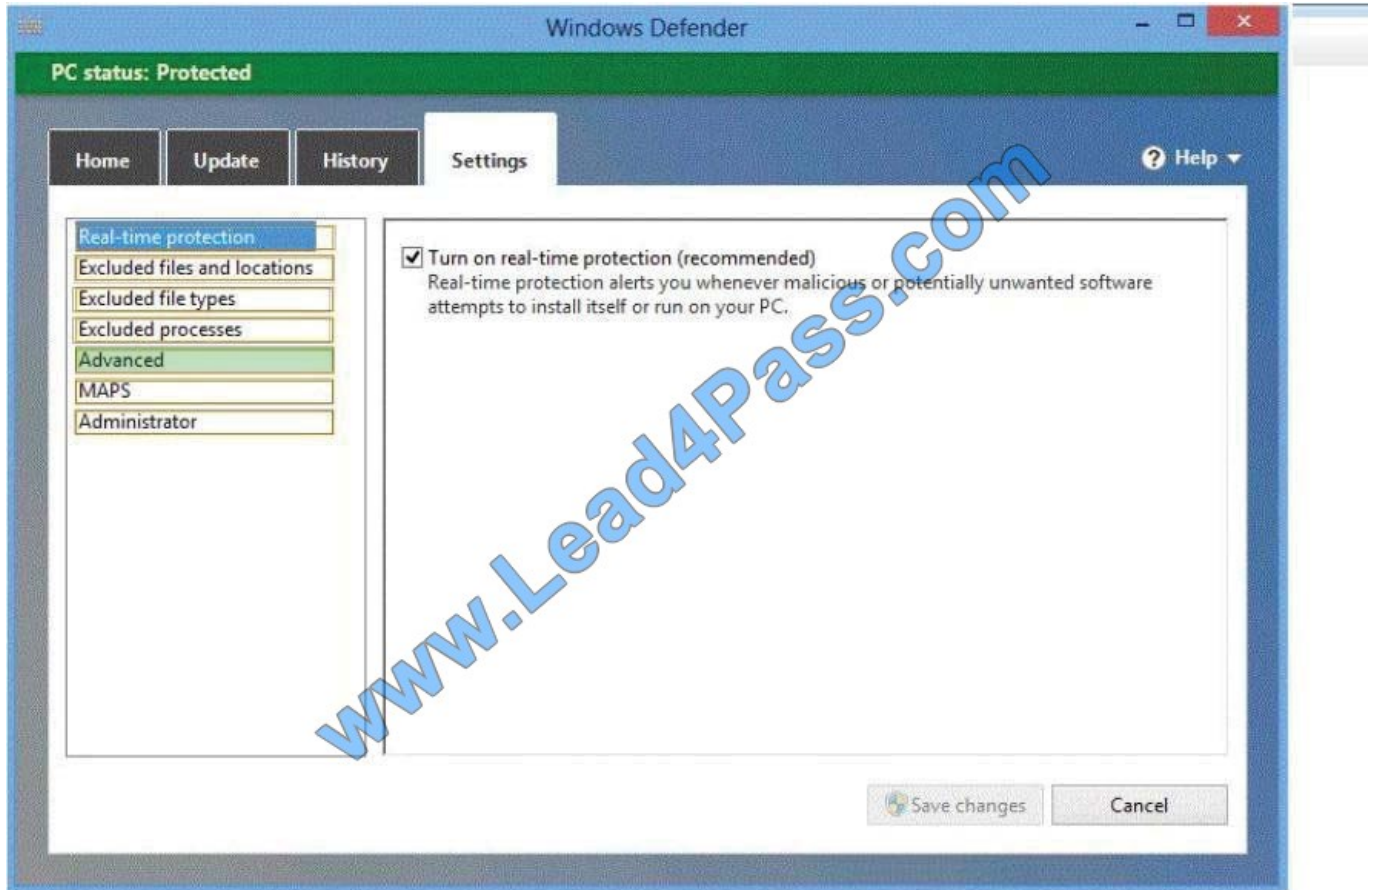 Windows Defender
PC status: Protected
Home
Update
History
Settings
Help
Real-time protection
Excluded files and locations
Excluded file types
Excluded processes
Advanced
MAPS
Administrator
Turn on real-time protection (recommended)
Real-time protection alerts you whenever malicious or potentially unwanted software
attempts to install itself or run on your PC.
www.Lead4Pass.com
Save changes
Cancel